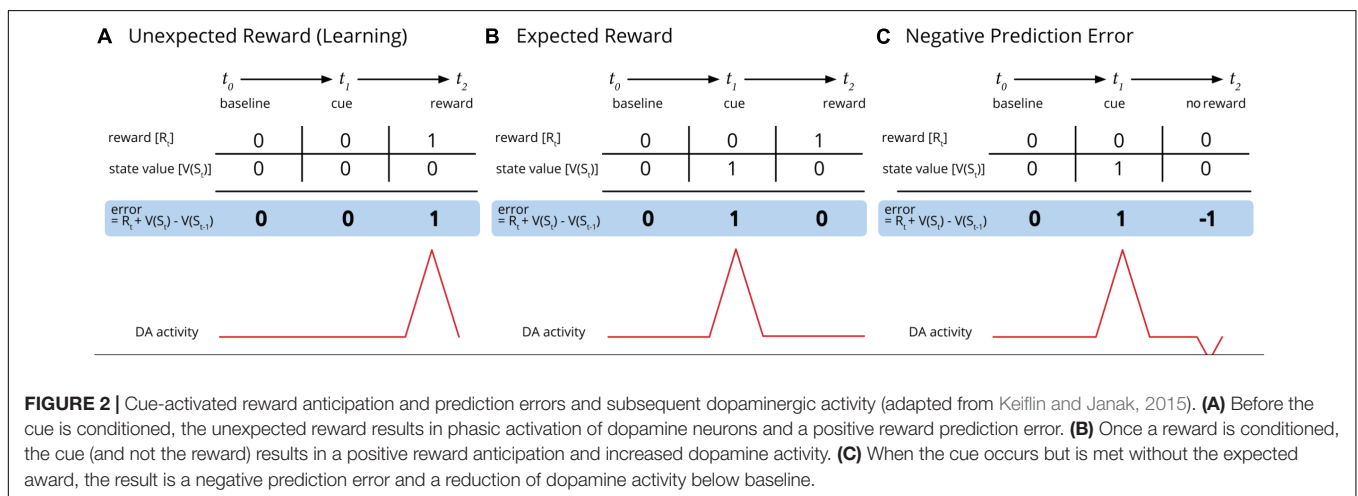 A Unexpected Reward (Learning)
t0 t1 t2
baseline cue reward
reward [Rt] 0 0 1
state value [V(St)] 0 0 0
error
= Rt + V(St) - V(St-1) 0 0 1
DA activity
B Expected Reward
t0 t1 t2
baseline cue reward
reward [Rt] 0 0 1
state value [V(St)] 0 1 0
error
= Rt + V(St) - V(St-1) 0 1 0
DA activity
C Negative Prediction Error
t0 t1 t2
baseline cue no reward
reward [Rt] 0 0 0
state value [V(St)] 0 1 0
error
= Rt + V(St) - V(St-1) 0 1 -1
DA activity
FIGURE 2 | Cue-activated reward anticipation and prediction errors and subsequent dopaminergic activity (adapted from Keiflin and Janak, 2015). (A) Before the
cue is conditioned, the unexpected reward results in phasic activation of dopamine neurons and a positive reward prediction error. (B) Once a reward is conditioned,
the cue (and not the reward) results in a positive reward anticipation and increased dopamine activity. (C) When the cue occurs but is met without the expected
award, the result is a negative prediction error and a reduction of dopamine activity below baseline.